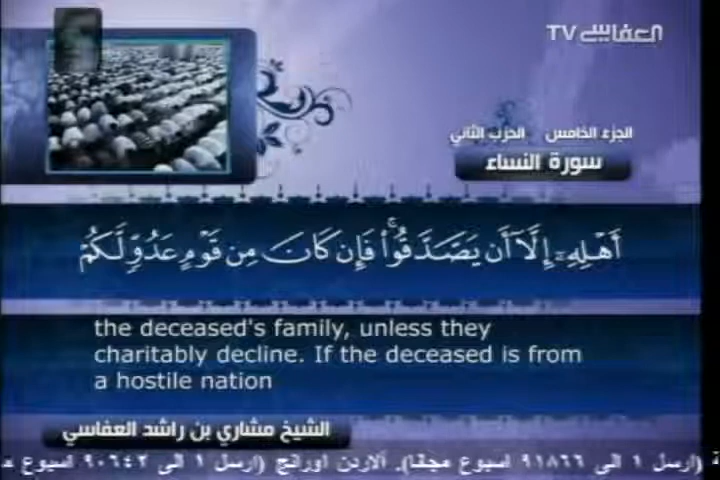 العفاسي TV
الجزء الخامس الحزب الثاني
سورة النساء
أَهْلِهِۦٓ إِلَّآ أَن يَصَّدَّقُوا۟ ۚ فَإِن كَانَ مِن قَوْمٍ عَدُوٍّ لَّكُمْ
the deceased's family, unless they
charitably decline. If the deceased is from
a hostile nation
الشيخ مشاري بن راشد العفاسي
(ارسل ١ الى ٩١٨٦٦ اسبوع مجانا). الاردن اورانج (ارسل ١ الى ٩٠٦٤٢ اسبوع